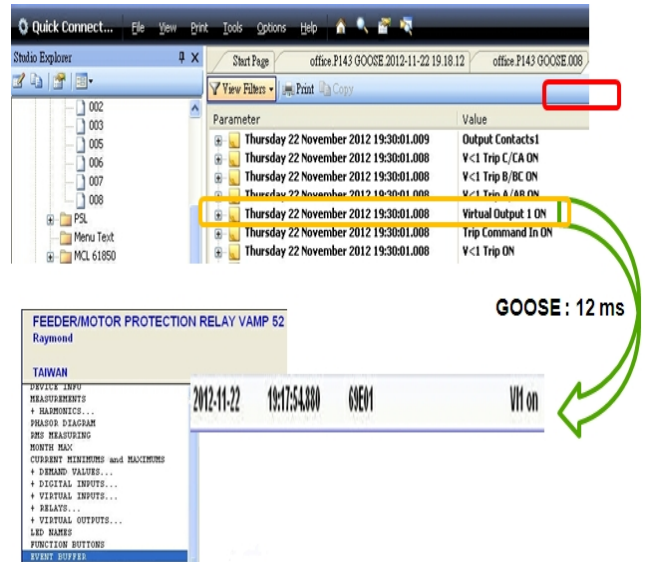 Quick Connect... File View Print Tools Options Help
Studio Explorer
Start Page office.P143 GOOSE.2012-11-22 19.18.12 office.P143 GOOSE.008
View Filters Print Copy
Parameter Value
002
003
005
006
007
008
PSL
Menu Text
MCL 61850
Thursday 22 November 2012 19:30:01.009 Output Contacts1
Thursday 22 November 2012 19:30:01.008 V<1 Trip C/CA ON
Thursday 22 November 2012 19:30:01.008 V<1 Trip B/BC ON
Thursday 22 November 2012 19:30:01.008 V<1 Trip A/AB ON
Thursday 22 November 2012 19:30:01.008 Virtual Output 1 ON
Thursday 22 November 2012 19:30:01.008 Trip Command In ON
Thursday 22 November 2012 19:30:01.008 V<1 Trip ON
GOOSE : 12 ms
FEEDER/MOTOR PROTECTION RELAY VAMP 52
Raymond
TAIWAN
DEVICE INFO
MEASUREMENTS
+ HARMONICS...
PHASOR DIAGRAM
RMS MEASURING
MONTH MAX
CURRENT MINIMUMS and MAXIMUMS
+ DEMAND VALUES...
+ DIGITAL INPUTS...
+ VIRTUAL INPUTS...
+ RELAYS...
+ VIRTUAL OUTPUTS...
LED NAMES
FUNCTION BUTTONS
EVENT BUFFER
2012-11-22 19:17:54.880 69E01 VI1 on